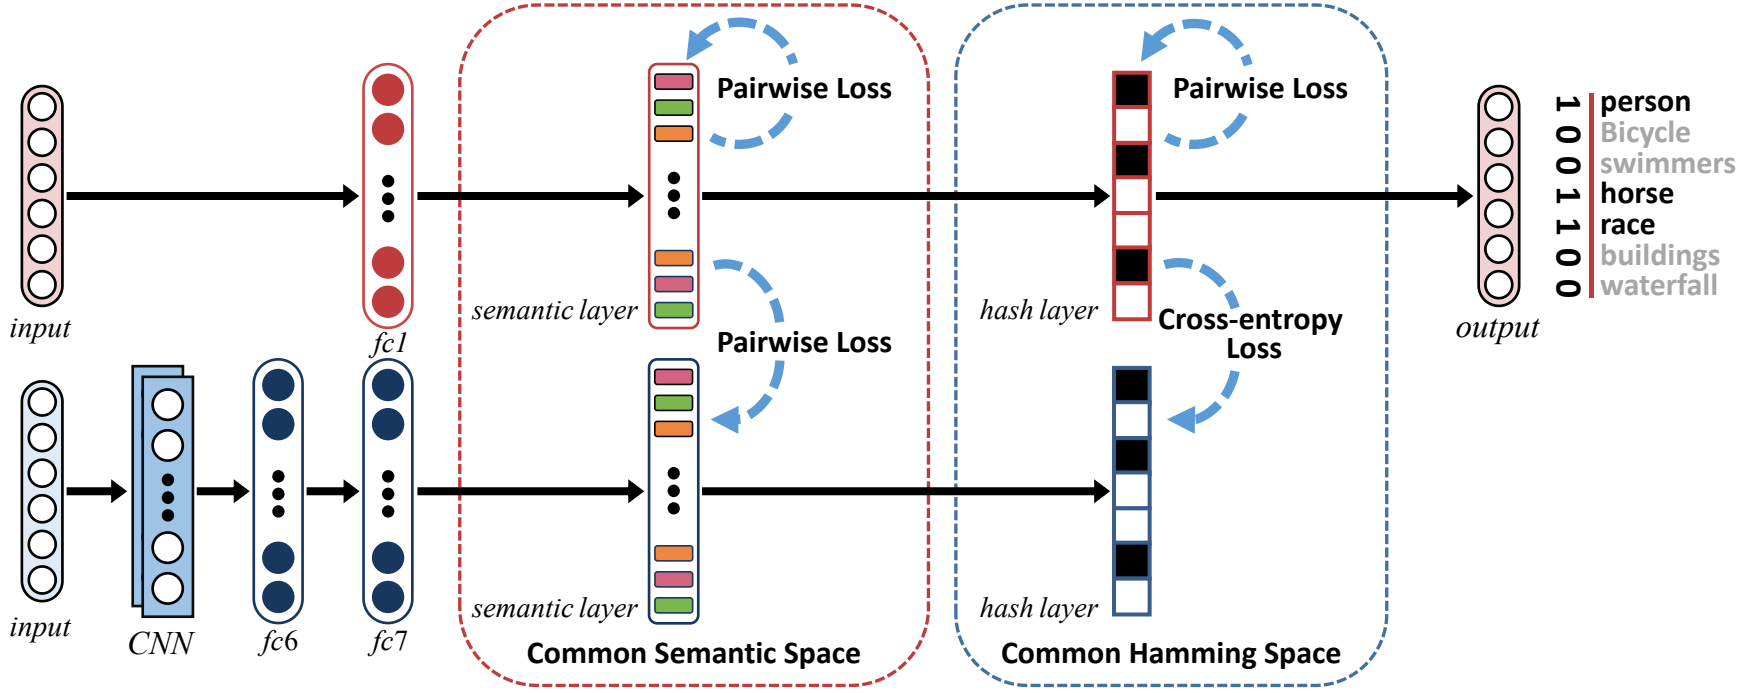 Pairwise Loss
Pairwise Loss
1 person
0 Bicycle
0 swimmers
1 horse
1 race
0 buildings
0 waterfall
input
fc1
semantic layer
hash layer
output
Pairwise Loss
Cross-entropy
Loss
input
CNN
fc6
fc7
semantic layer
hash layer
Common Semantic Space
Common Hamming Space